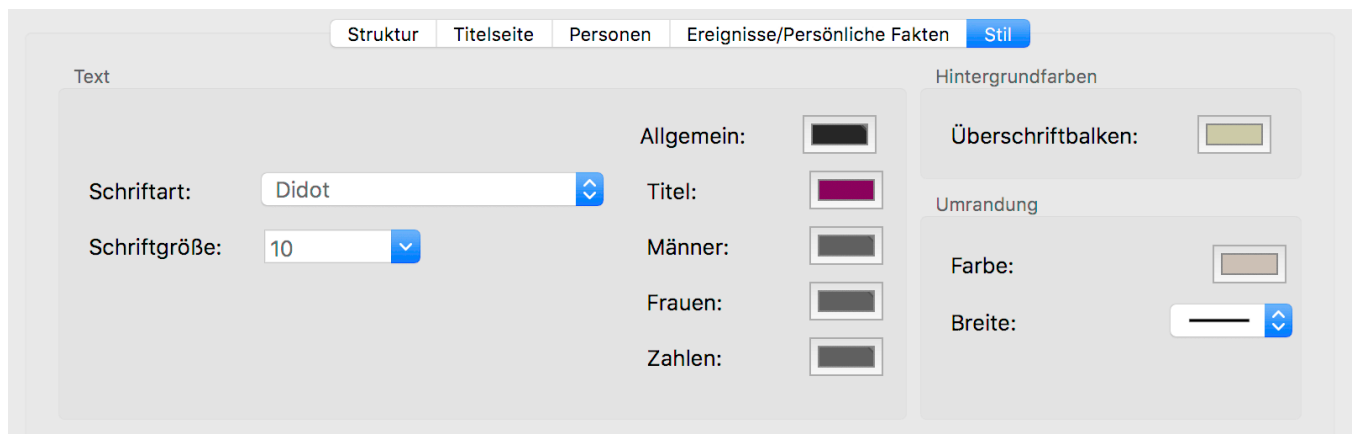 Struktur Titelseite Personen Ereignisse/Persönliche Fakten Stil
Text
Allgemein:
Schriftart: Didot
Titel:
Schriftgröße: 10
Männer:
Frauen:
Zahlen:
Hintergrundfarben
Überschriftbalken:
Umrandung
Farbe:
Breite: